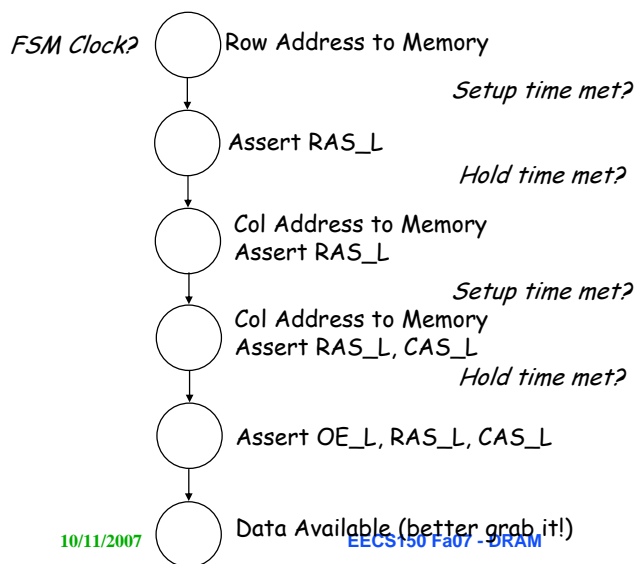 FSM Clock? Row Address to Memory
Setup time met?
Assert RAS_L
Hold time met?
Col Address to Memory
Assert RAS_L
Setup time met?
Col Address to Memory
Assert RAS_L, CAS_L
Hold time met?
Assert OE_L, RAS_L, CAS_L
Data Available (better grab it!)
10/11/2007 EECS150 Fa07 - DRAM